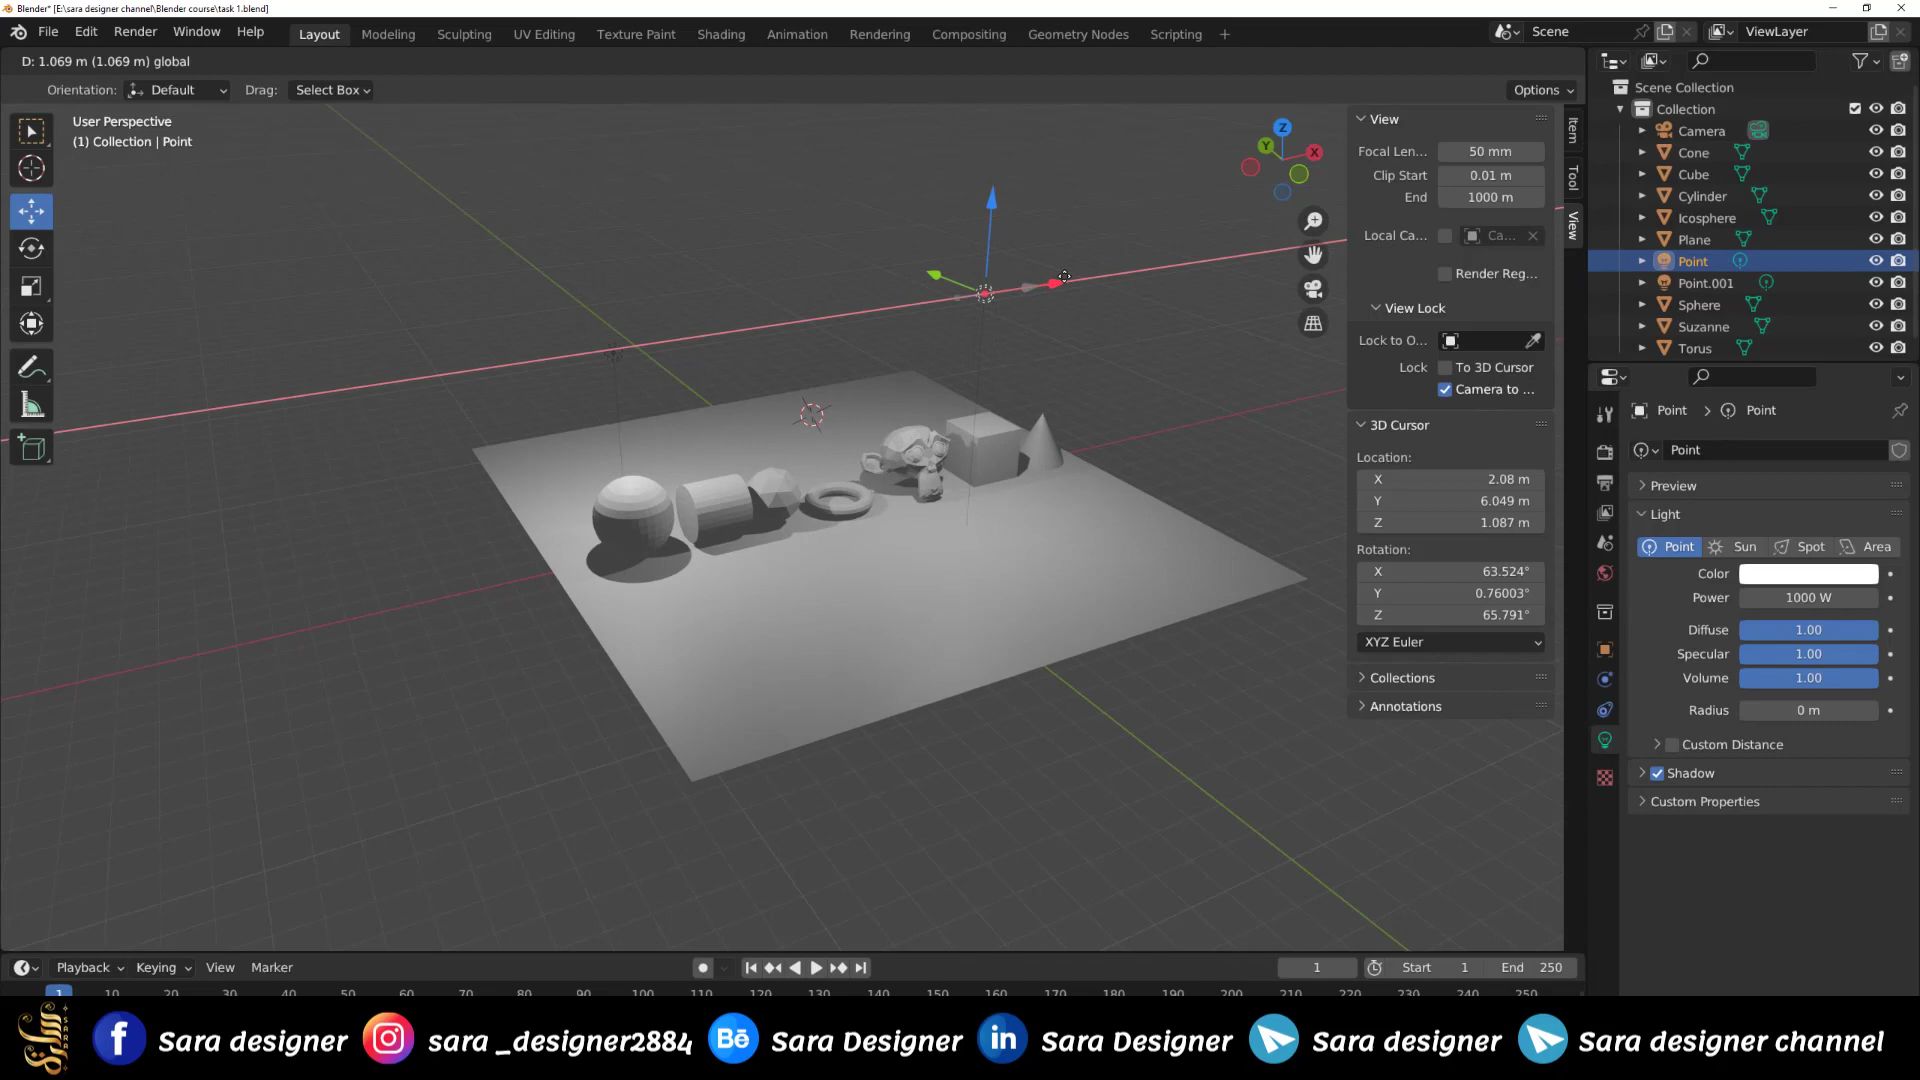 Blender* [E:\sara designer channel\Blender course\task 1.blend]
File Edit Render Window Help
Layout Modeling Sculpting UV Editing Texture Paint Shading Animation Rendering Compositing Geometry Nodes Scripting +
Scene
ViewLayer
D: 1.069 m (1.069 m) global
Orientation: Default Drag: Select Box
Options
User Perspective
(1) Collection | Point
Z
Y
X
Item
Tool
View
View
Focal Len... 50 mm
Clip Start 0.01 m
End 1000 m
Local Ca... Ca...
Render Reg...
View Lock
Lock to O...
Lock To 3D Cursor
Camera to ...
3D Cursor
Location:
X 2.08 m
Y 6.049 m
Z 1.087 m
Rotation:
X 63.524°
Y 0.76003°
Z 65.791°
XYZ Euler
Collections
Annotations
Scene Collection
Collection
Camera
Cone
Cube
Cylinder
Icosphere
Plane
Point
Point.001
Sphere
Suzanne
Torus
Point > Point
Point
Preview
Light
Point Sun Spot Area
Color
Power 1000 W
Diffuse 1.00
Specular 1.00
Volume 1.00
Radius 0 m
Custom Distance
Shadow
Custom Properties
Playback Keying View Marker
1 Start 1 End 250
1 10 20 30 40 50 60 70 80 90 100 110 120 130 140 150 160 170 180 190 200 210 220 230 240 250
Sara designer
sara _designer2884
Bē Sara Designer
in Sara Designer
Sara designer
Sara designer channel